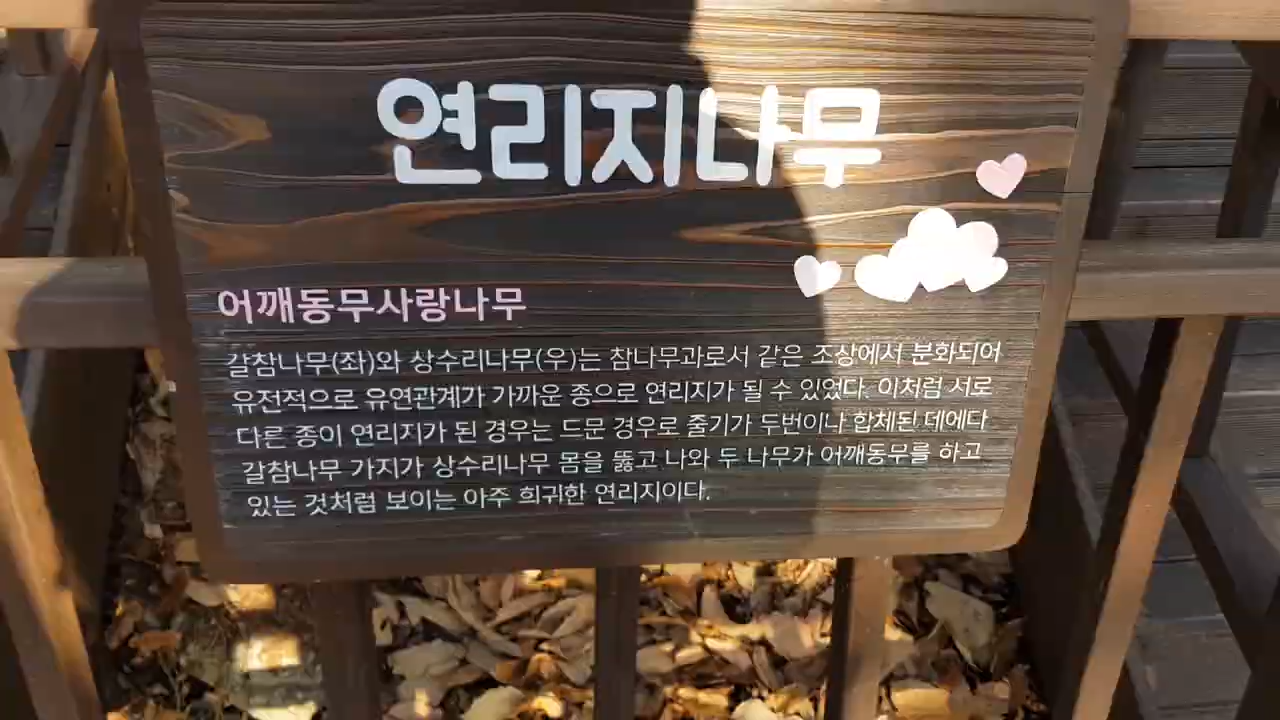 연리지나무
어깨동무사랑나무
갈참나무(좌)와 상수리나무(우)는 참나무과로서 같은 조상에서 분화되어
유전적으로 유연관계가 가까운 종으로 연리지가 될 수 있었다. 이처럼 서로
다른 종이 연리지가 된 경우는 드문 경우로 줄기가 두번이나 합체된 데에다
갈참나무 가지가 상수리나무 몸을 뚫고 나와 두 나무가 어깨동무를 하고
있는 것처럼 보이는 아주 희귀한 연리지이다.